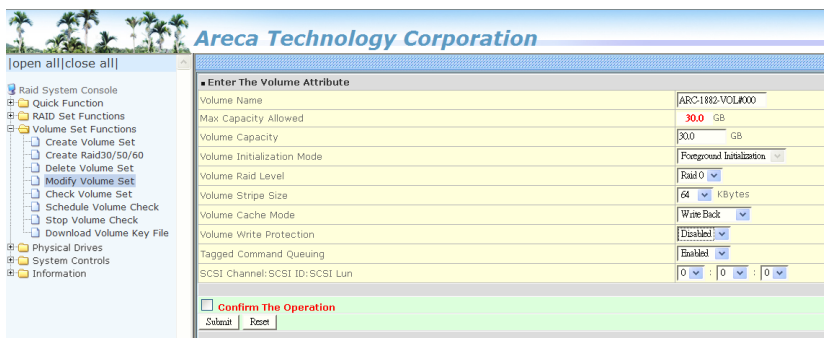 Areca Technology Corporation
|open all|close all|
Raid System Console
Quick Function
RAID Set Functions
Volume Set Functions
Create Volume Set
Create Raid30/50/60
Delete Volume Set
Modify Volume Set
Check Volume Set
Schedule Volume Check
Stop Volume Check
Download Volume Key File
Physical Drives
System Controls
Information
Enter The Volume Attribute
Volume Name ARC-1882-VOL#000
Max Capacity Allowed 30.0 GB
Volume Capacity 30.0 GB
Volume Initialization Mode Foreground Initialization
Volume Raid Level Raid 0
Volume Stripe Size 64 KBytes
Volume Cache Mode Write Back
Volume Write Protection Disabled
Tagged Command Queuing Enabled
SCSI Channel:SCSI ID:SCSI Lun 0 : 0 : 0
Confirm The Operation
Submit Reset